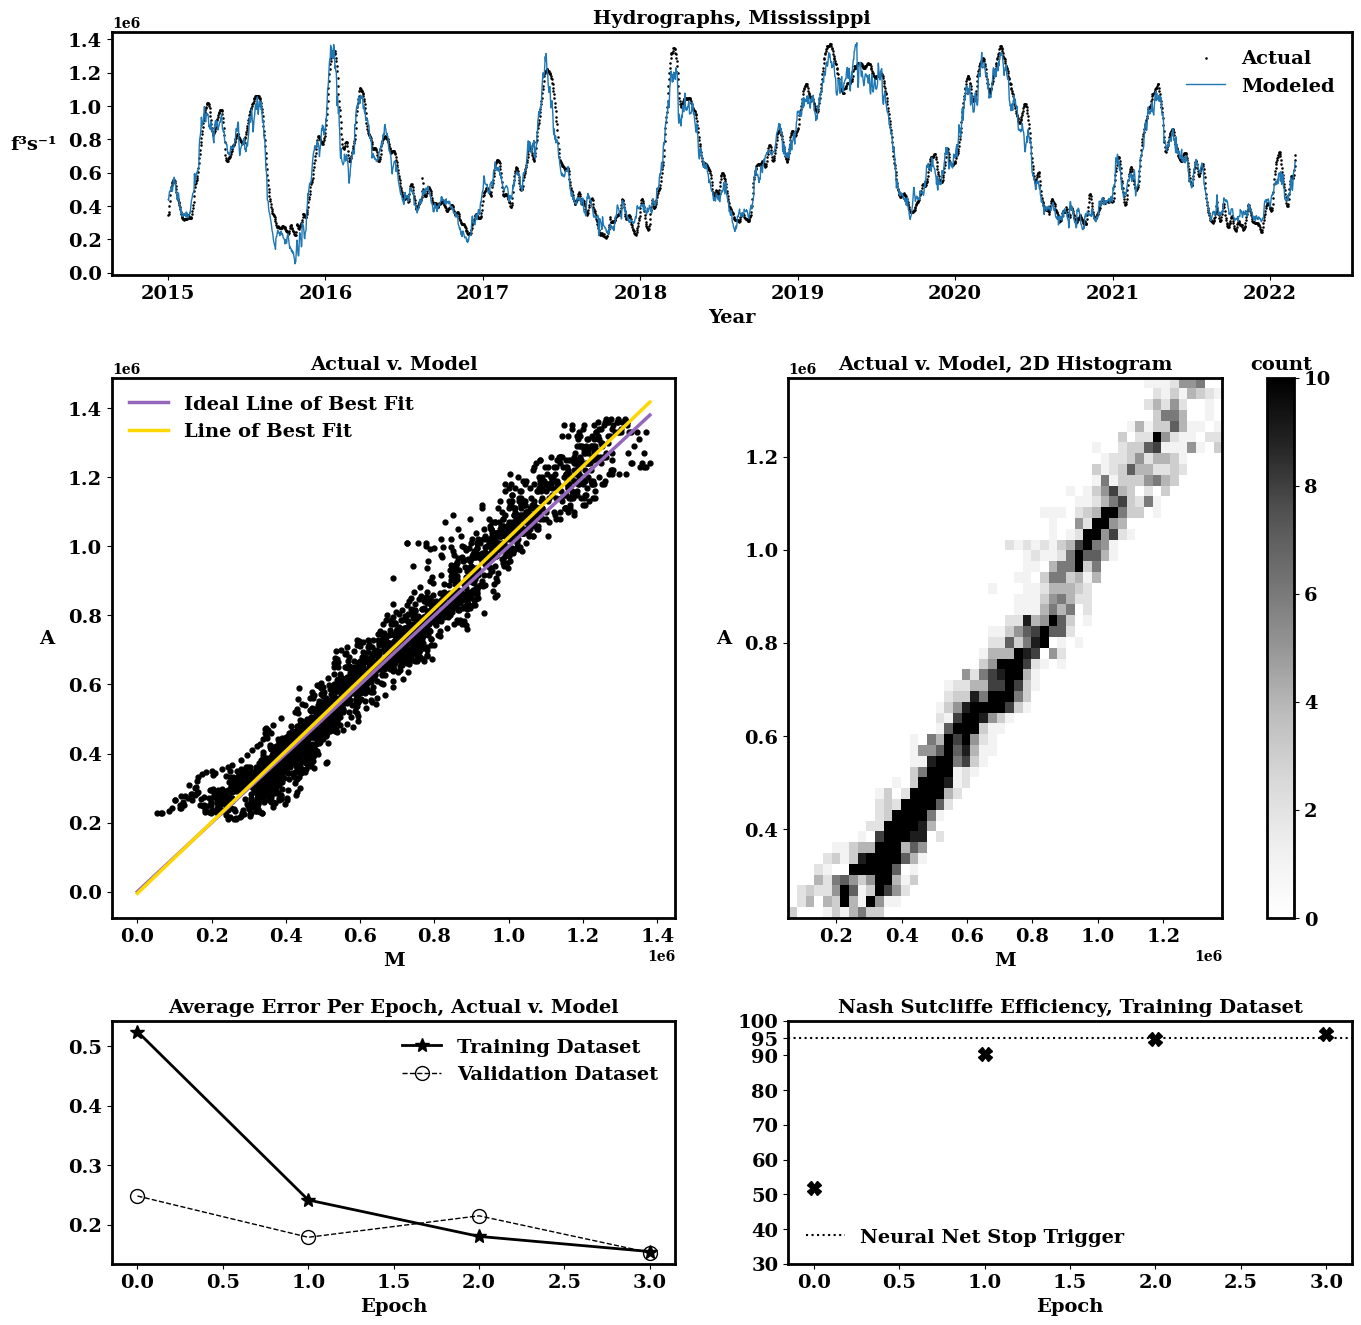 Hydrographs, Mississippi
1e6
1.4
1.2
1.0
0.8
0.6
0.4
0.2
0.0
f³s⁻¹
Actual
Modeled
2015 2016 2017 2018 2019 2020 2021 2022
Year
Actual v. Model
1e6
1.4
1.2
1.0
0.8
0.6
0.4
0.2
0.0
A
Ideal Line of Best Fit
Line of Best Fit
0.0 0.2 0.4 0.6 0.8 1.0 1.2 1.4
M
1e6
Actual v. Model, 2D Histogram
1e6
1.2
1.0
0.8
0.6
0.4
A
0.2 0.4 0.6 0.8 1.0 1.2
M
1e6
count
10
8
6
4
2
0
Average Error Per Epoch, Actual v. Model
0.5
0.4
0.3
0.2
Training Dataset
Validation Dataset
0.0 0.5 1.0 1.5 2.0 2.5 3.0
Epoch
Nash Sutcliffe Efficiency, Training Dataset
100
95
90
80
70
60
50
40
30
Neural Net Stop Trigger
0.0 0.5 1.0 1.5 2.0 2.5 3.0
Epoch